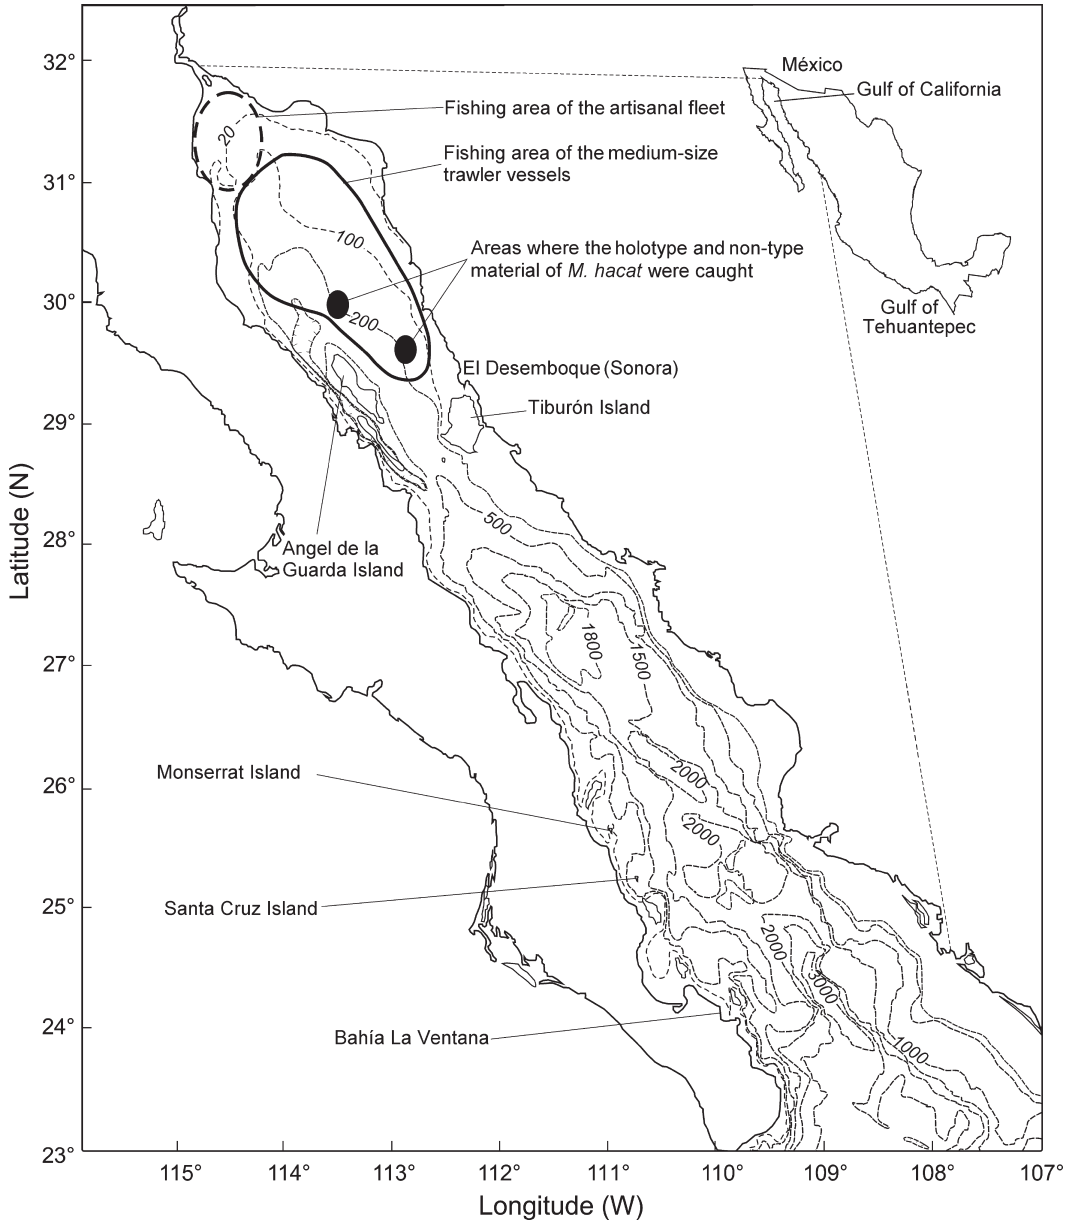 32°
México
Gulf of California
Fishing area of the artisanal fleet
20
Fishing area of the medium-size
trawler vessels
31°
100
Areas where the holotype and non-type
material of M. hacat were caught
30°
200
Gulf of
Tehuantepec
El Desemboque (Sonora)
Tiburón Island
29°
500
28°
Angel de la
Guarda Island
Latitude (N)
1800
1500
27°
Monserrat Island
2000
26°
2000
Santa Cruz Island
25°
2000
3000
24°
Bahía La Ventana
1000
23°
115°
114°
113°
112°
111°
110°
109°
108°
107°
Longitude (W)